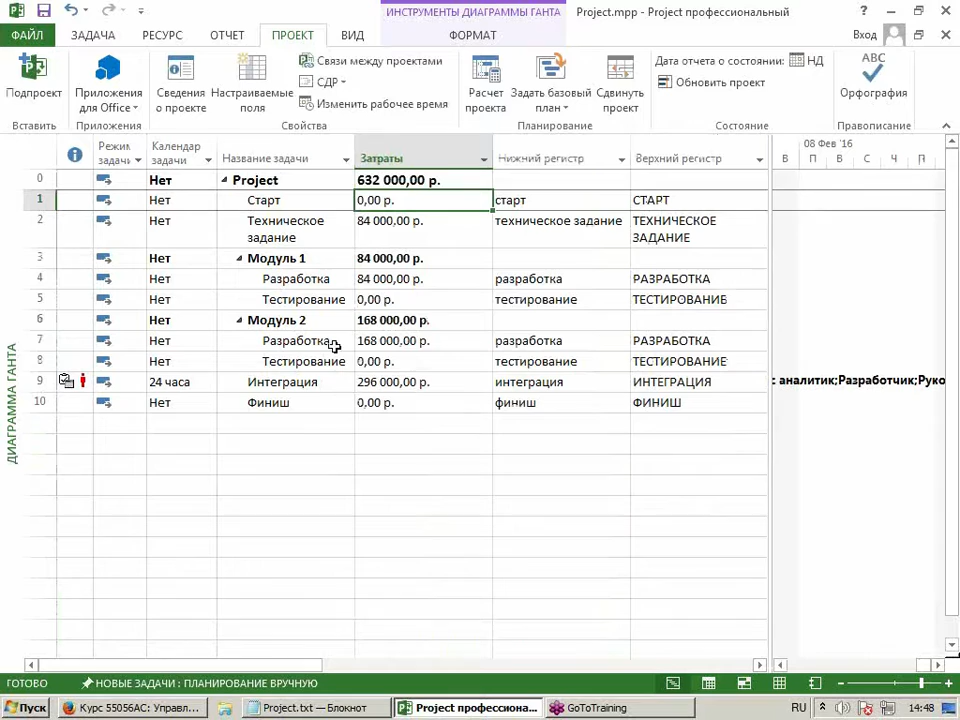 ИНСТРУМЕНТЫ ДИАГРАММЫ ГАНТА
Project.mpp - Project профессиональный
ФАЙЛ
ЗАДАЧА
РЕСУРС
ОТЧЕТ
ПРОЕКТ
ВИД
ФОРМАТ
Вход
Подпроект
Приложения для Office
Сведения о проекте
Настраиваемые поля
Связи между проектами
СДР
Изменить рабочее время
Расчет проекта
Задать базовый план
Сдвинуть проект
Дата отчета о состоянии: НД
Обновить проект
ABC
Орфография
Вставить
Приложения
Свойства
Планирование
Состояние
Правописание
Режим задачи
Календарь задачи
Название задачи
Затраты
Нижний регистр
Верхний регистр
08 Фев '16
В П В С Ч П
0 Нет Project 632 000,00 р.
1 Нет Старт 0,00 р. старт СТАРТ
2 Нет Техническое задание 84 000,00 р. техническое задание ТЕХНИЧЕСКОЕ ЗАДАНИЕ
3 Нет Модуль 1 84 000,00 р.
4 Нет Разработка 84 000,00 р. разработка РАЗРАБОТКА
5 Нет Тестирование 0,00 р. тестирование ТЕСТИРОВАНИЕ
6 Нет Модуль 2 168 000,00 р.
7 Нет Разработка 168 000,00 р. разработка РАЗРАБОТКА
8 Нет Тестирование 0,00 р. тестирование ТЕСТИРОВАНИЕ
9 24 часа Интеграция 296 000,00 р. интеграция ИНТЕГРАЦИЯ с аналитик;Разработчик;Руко
10 Нет Финиш 0,00 р. финиш ФИНИШ
ДИАГРАММА ГАНТА
ГОТОВО
НОВЫЕ ЗАДАЧИ : ПЛАНИРОВАНИЕ ВРУЧНУЮ
Пуск
Курс 55056AC: Управл...
Project.txt — Блокнот
Project профессиона...
GoToTraining
RU
14:48